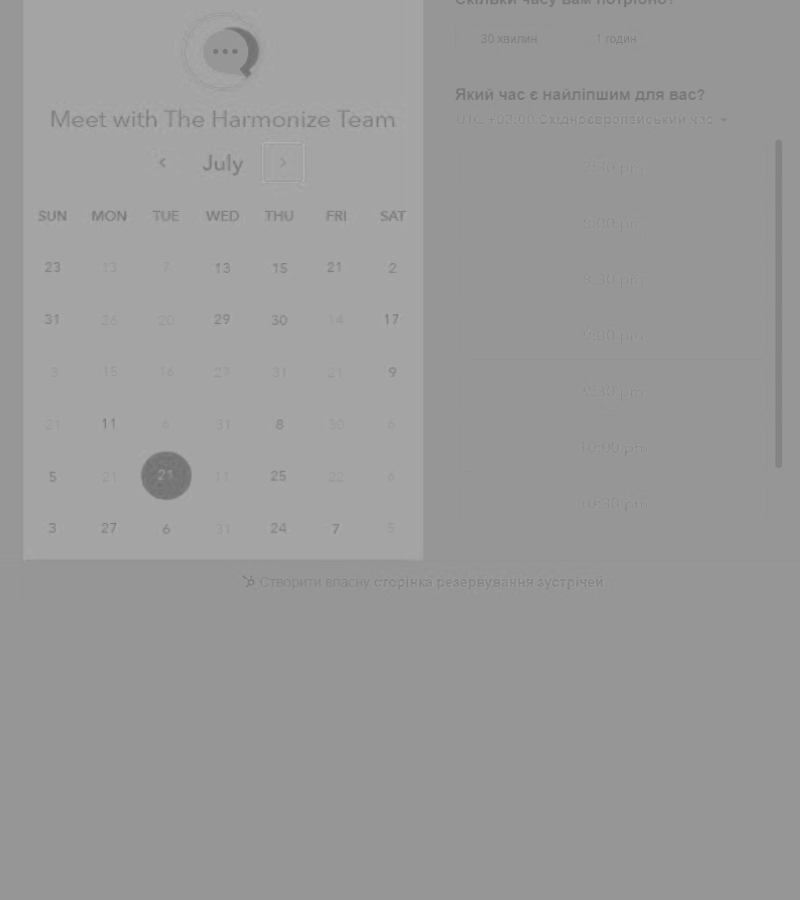 Скільки часу вам потрібно?
30 хвилин 1 годин
Який час є найліпшим для вас?
UTC +03:00 Східноєвропейський час
Meet with The Harmonize Team
July
SUN MON TUE WED THU FRI SAT
23 13 7 13 15 21 2
31 26 20 29 30 14 17
3 15 16 27 31 21 9
21 11 6 31 8 30 6
5 21 21 11 25 22 6
3 27 6 31 24 7 5
7:30 pm
8:00 pm
8:30 pm
9:00 pm
9:30 pm
10:00 pm
10:30 pm
Створити власну сторінка резервування зустрічей